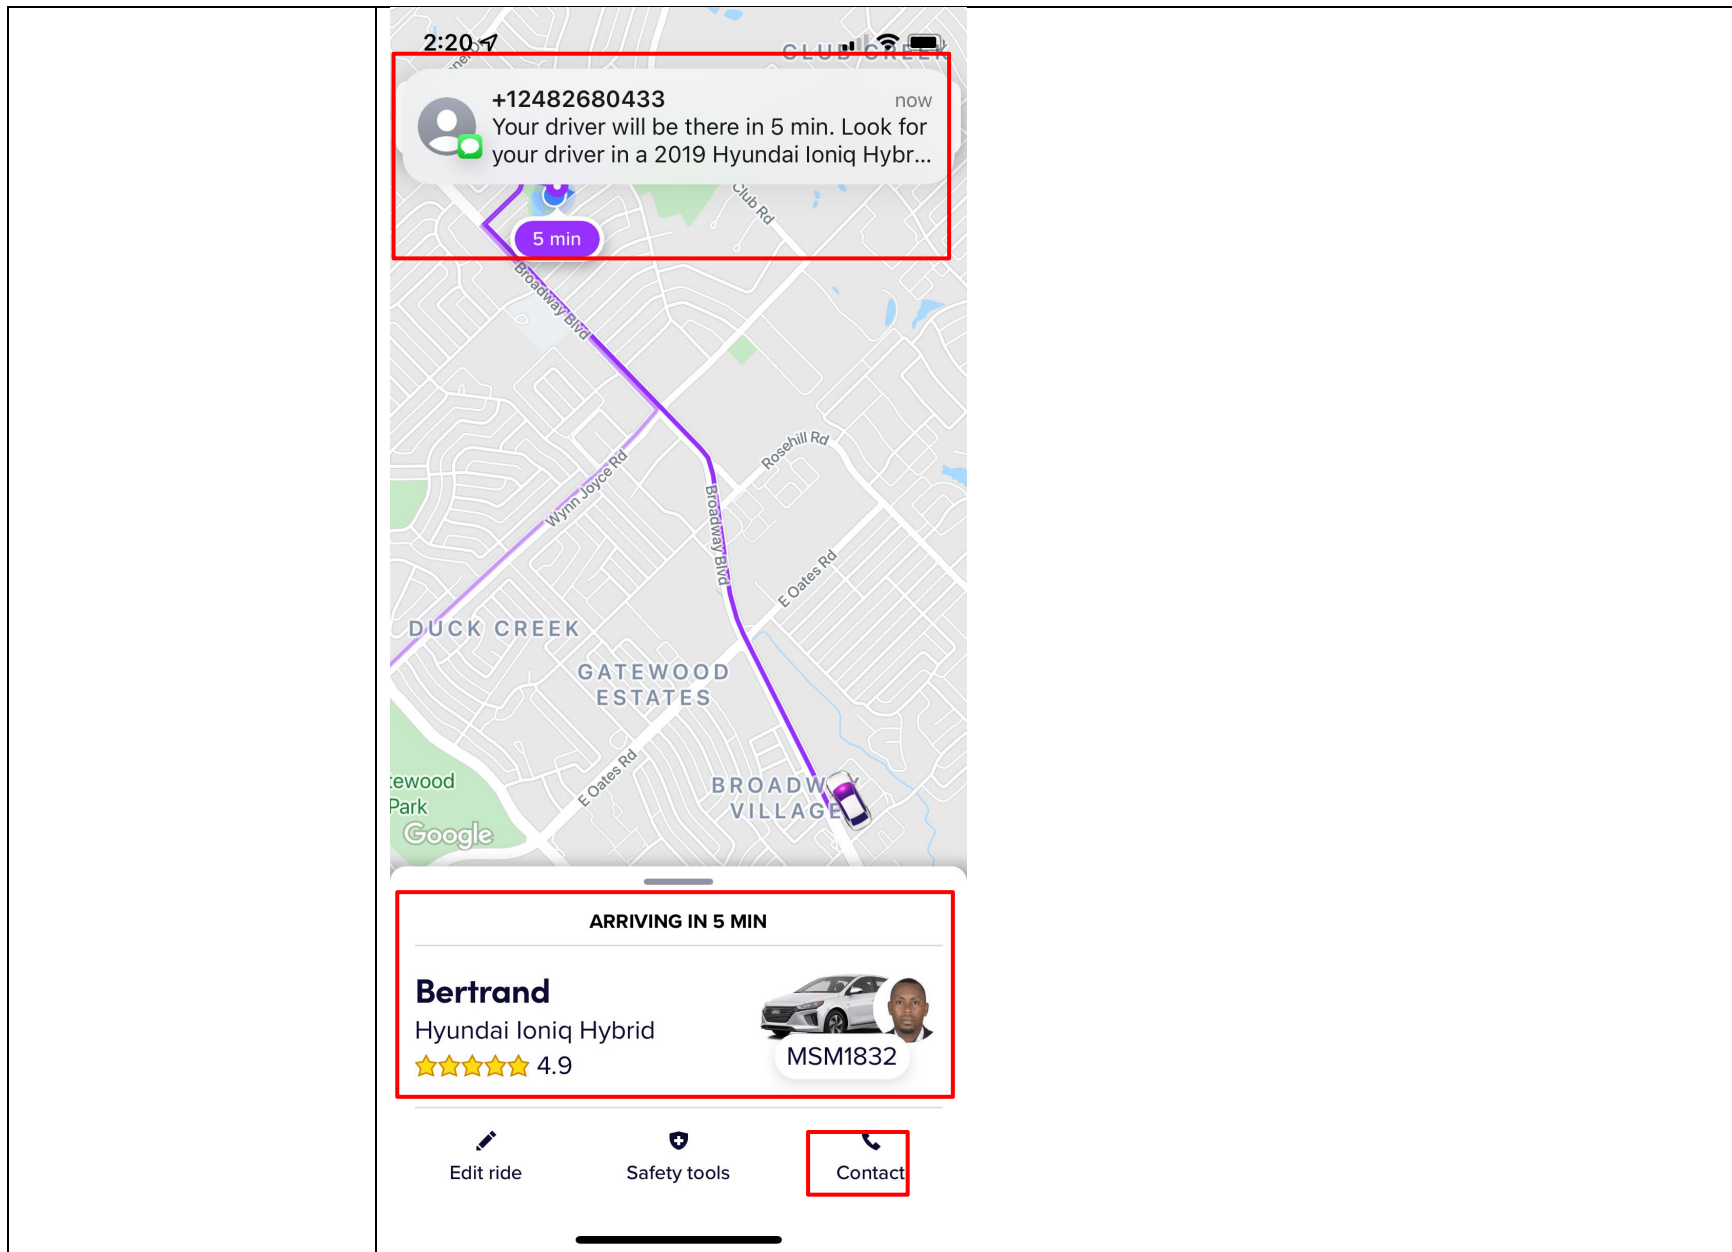 2:20
CLUB CREEK
+12482680433
now
Your driver will be there in 5 min. Look for
your driver in a 2019 Hyundai Ioniq Hybr...
Club Rd
5 min
Broadway Blvd
Rosehill Rd
Wynn Joyce Rd
Broadway Blvd
E Oates Rd
DUCK CREEK
GATEWOOD
ESTATES
E Oates Rd
BROADW
VILLAGE
ewood
Park
Google
ARRIVING IN 5 MIN
Bertrand
Hyundai Ioniq Hybrid
4.9
MSM1832
Edit ride
Safety tools
Contact